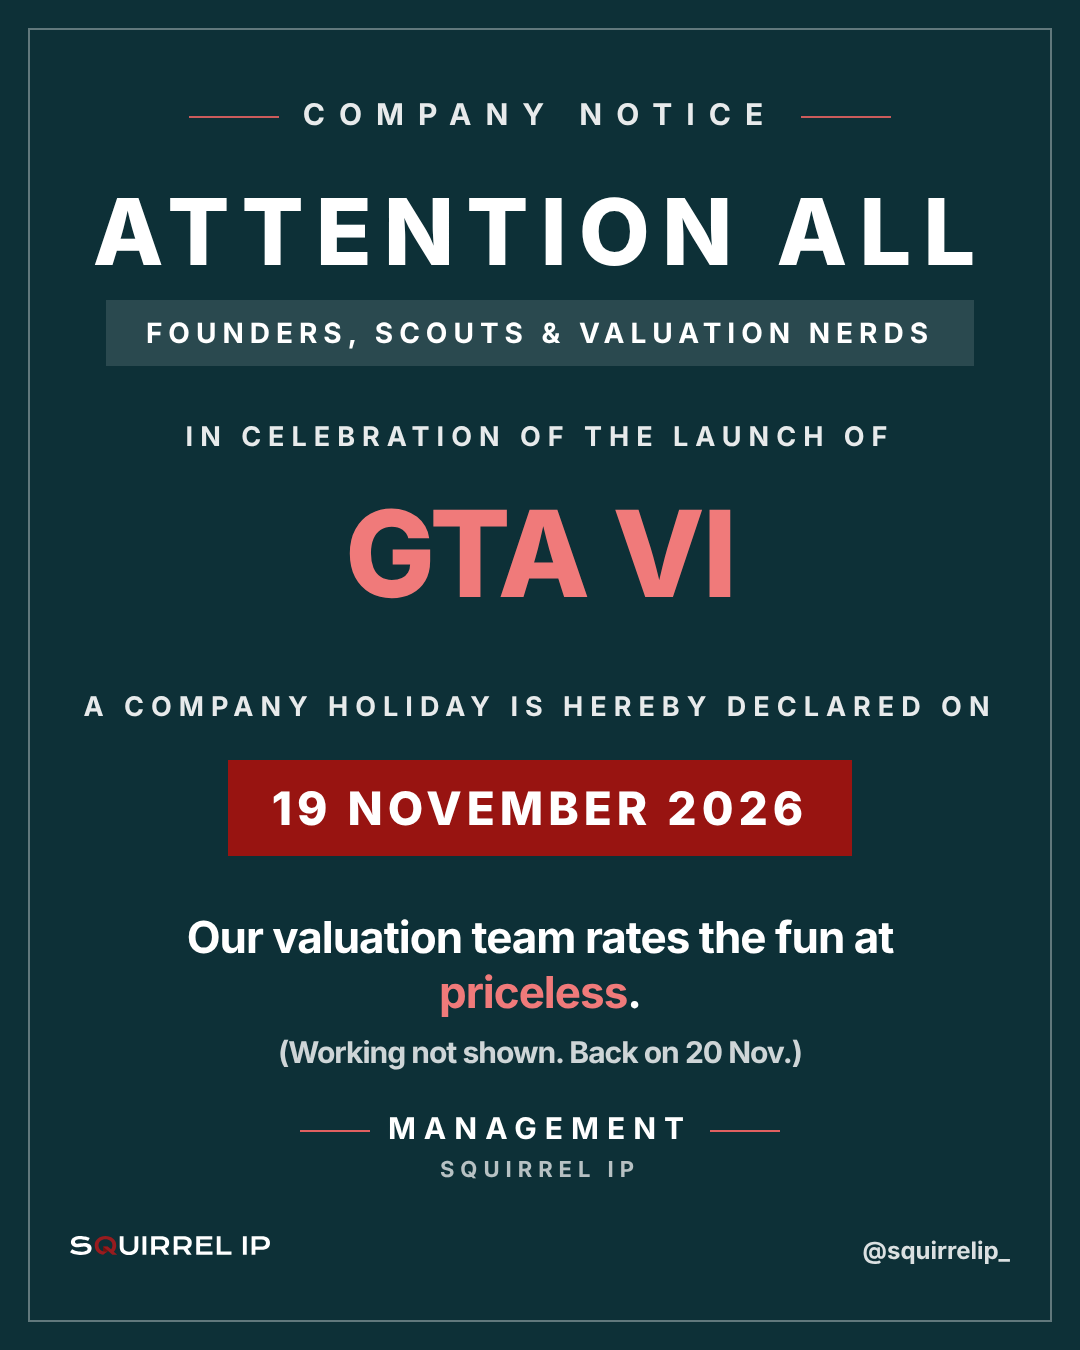 COMPANY NOTICE
ATTENTION ALL
FOUNDERS, SCOUTS & VALUATION NERDS
IN CELEBRATION OF THE LAUNCH OF
GTA VI
A COMPANY HOLIDAY IS HEREBY DECLARED ON
19 NOVEMBER 2026
Our valuation team rates the fun at
priceless.
(Working not shown. Back on 20 Nov.)
MANAGEMENT
SQUIRREL IP
SQUIRREL IP
@squirrelip_